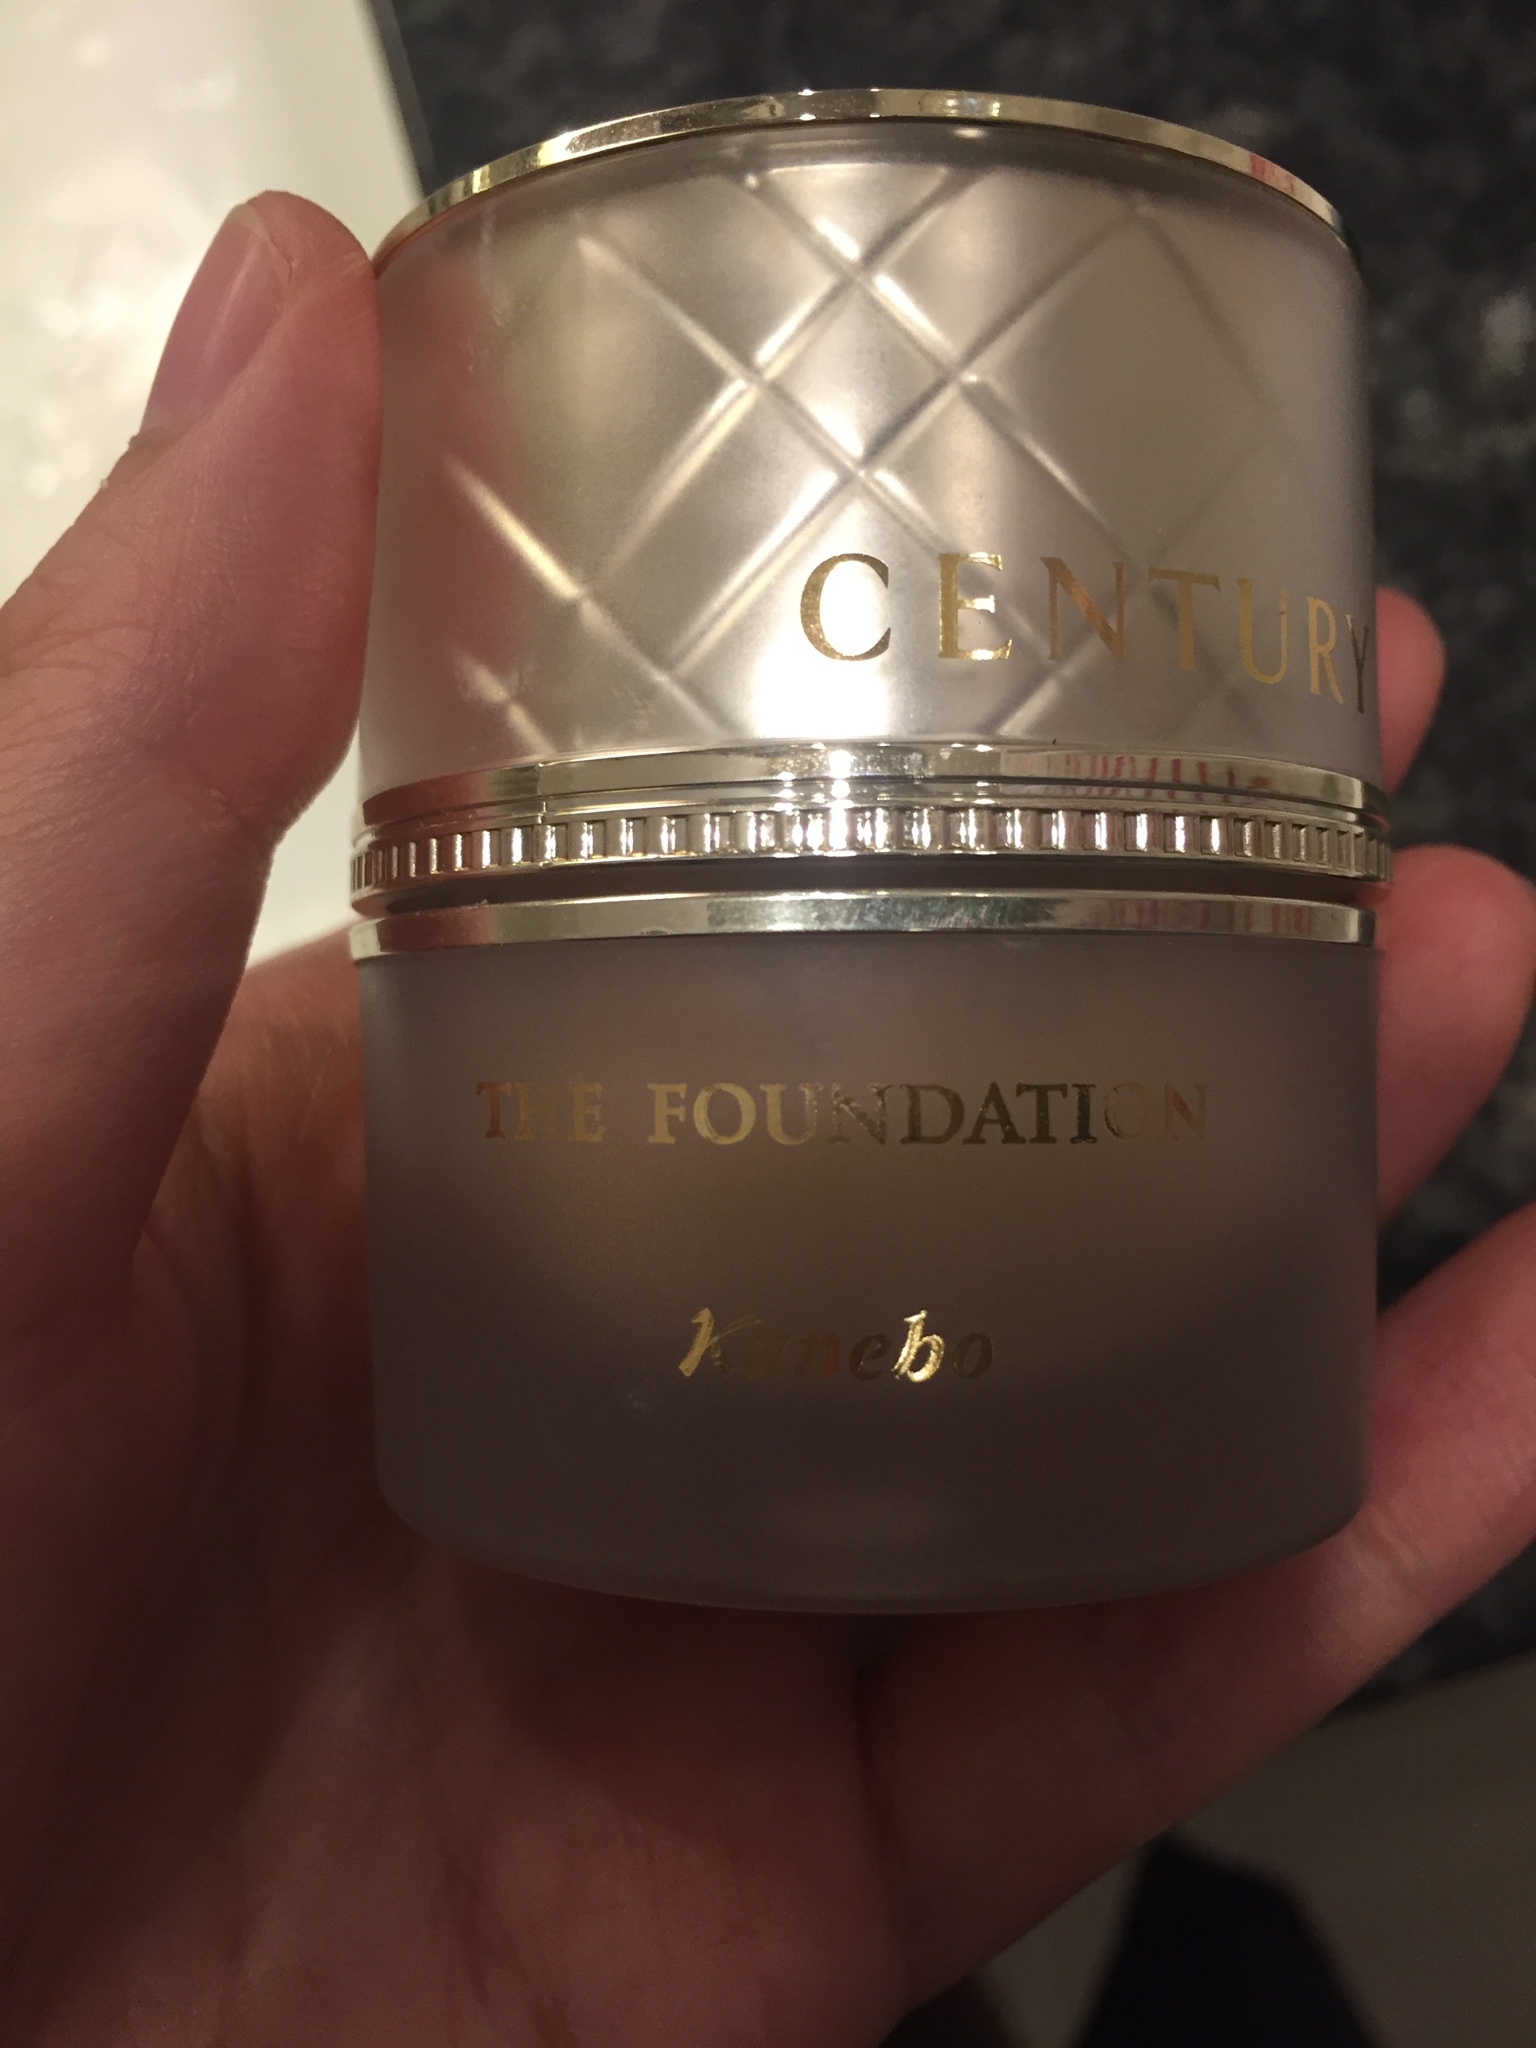 CENTURY
THE FOUNDATION
Kanebo